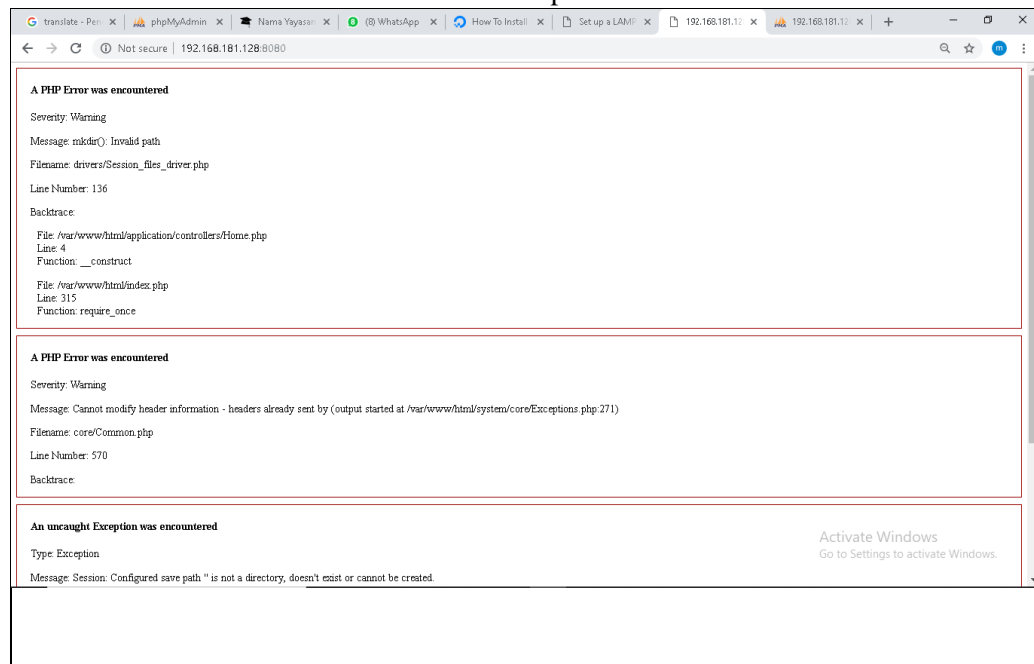 translate - Pen
phpMyAdmin
Nama Yayasan
(8) WhatsApp
How To Install
Set up a LAMP
192.168.181.12
192.168.181.12
Not secure | 192.168.181.128:8080
m
A PHP Error was encountered
Severity: Warning
Message: mkdir(): Invalid path
Filename: drivers/Session_files_driver.php
Line Number: 136
Backtrace:
File: /var/www/html/application/controllers/Home.php
Line: 4
Function: __construct
File: /var/www/html/index.php
Line: 315
Function: require_once
A PHP Error was encountered
Severity: Warning
Message: Cannot modify header information - headers already sent by (output started at /var/www/html/system/core/Exceptions.php:271)
Filename: core/Common.php
Line Number: 570
Backtrace:
An uncaught Exception was encountered
Type: Exception
Message: Session: Configured save path '' is not a directory, doesn't exist or cannot be created.
Activate Windows
Go to Settings to activate Windows.